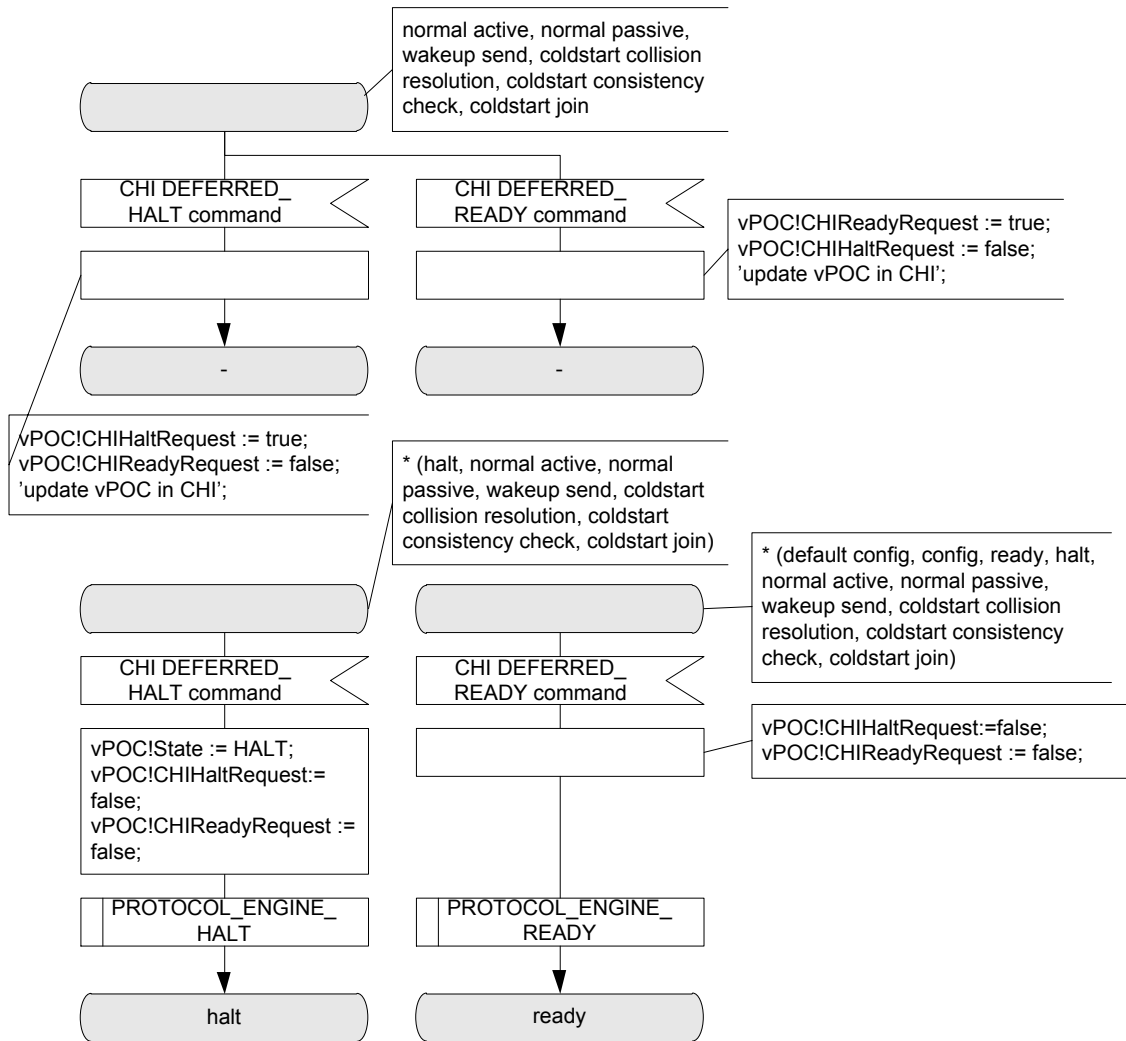 normal active, normal passive,
wakeup send, coldstart collision
resolution, coldstart consistency
check, coldstart join
CHI DEFERRED_
HALT command
CHI DEFERRED_
READY command
vPOC!CHIReadyRequest := true;
vPOC!CHIHaltRequest := false;
’update vPOC in CHI’;
-
-
vPOC!CHIHaltRequest := true;
vPOC!CHIReadyRequest := false;
’update vPOC in CHI’;
* (halt, normal active, normal
passive, wakeup send, coldstart
collision resolution, coldstart
consistency check, coldstart join)
* (default config, config, ready, halt,
normal active, normal passive,
wakeup send, coldstart collision
resolution, coldstart consistency
check, coldstart join)
CHI DEFERRED_
HALT command
CHI DEFERRED_
READY command
vPOC!State := HALT;
vPOC!CHIHaltRequest:=
false;
vPOC!CHIReadyRequest :=
false;
vPOC!CHIHaltRequest:=false;
vPOC!CHIReadyRequest := false;
PROTOCOL_ENGINE_
HALT
PROTOCOL_ENGINE_
READY
halt
ready